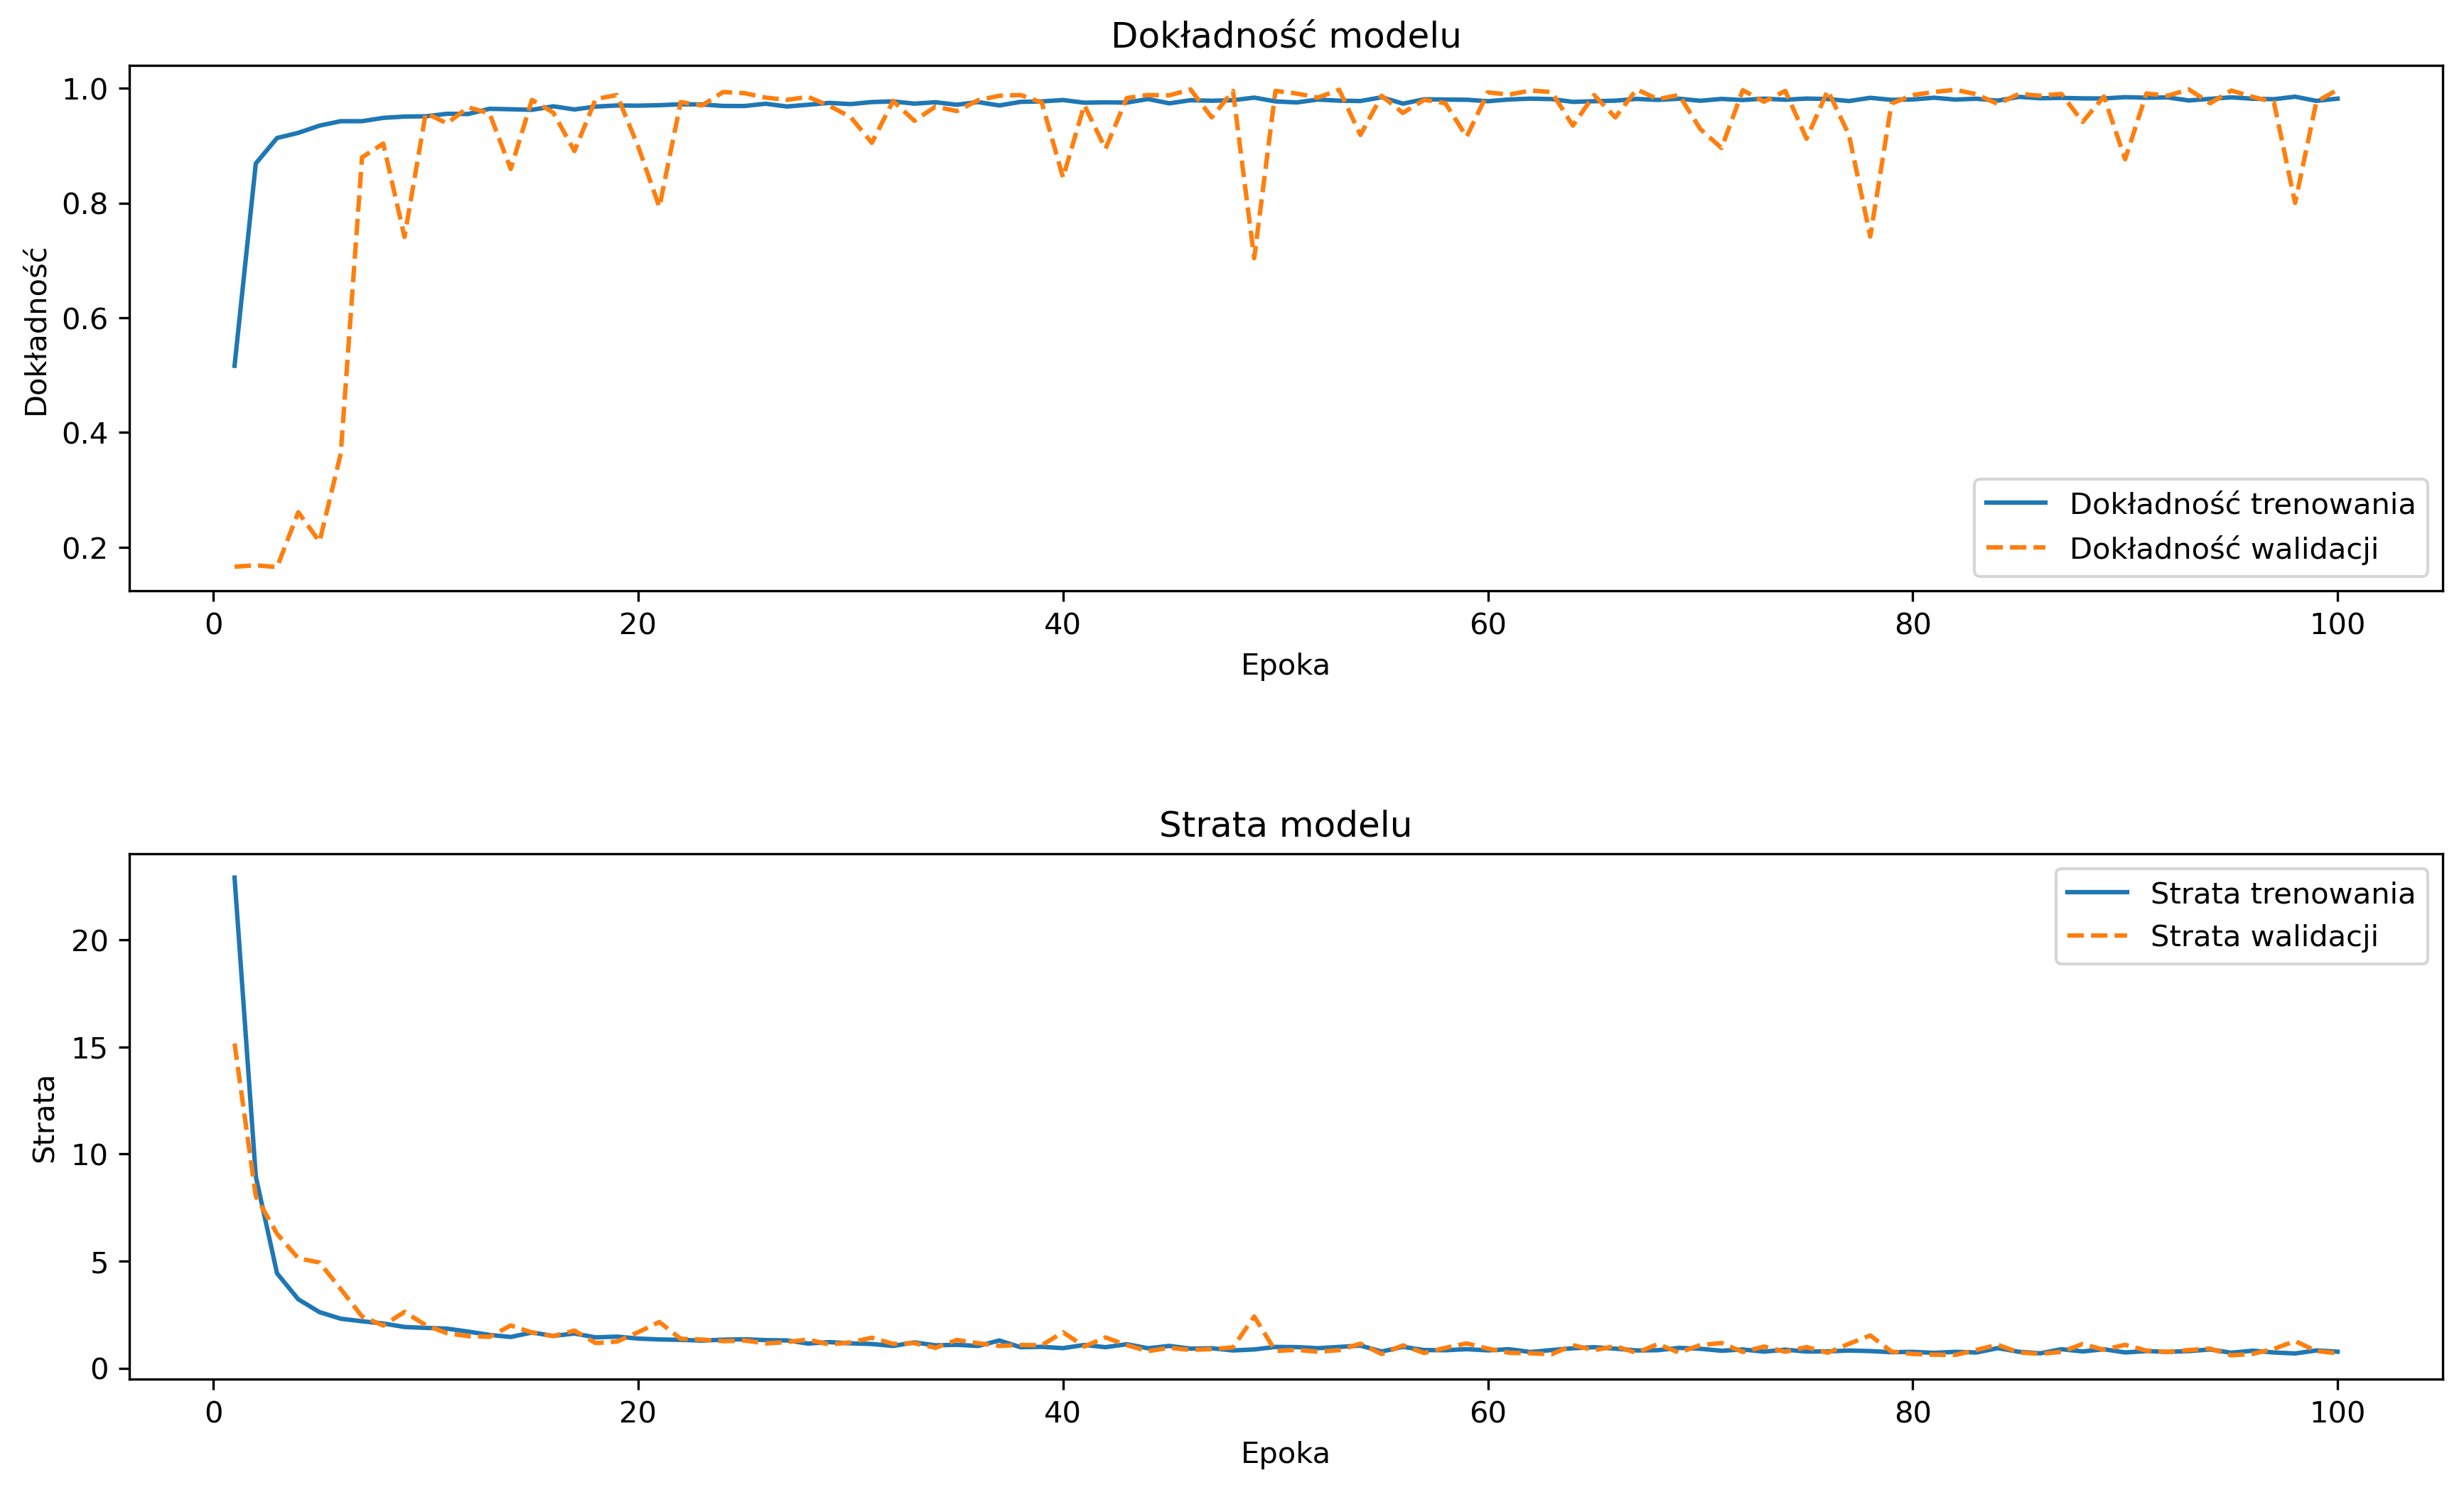 Dokładność modelu
1.0
0.8
0.6
0.4
0.2
Dokładność
Dokładność trenowania
Dokładność walidacji
0 20 40 60 80 100
Epoka
Strata modelu
Strata trenowania
Strata walidacji
20
15
10
5
0
Strata
0 20 40 60 80 100
Epoka